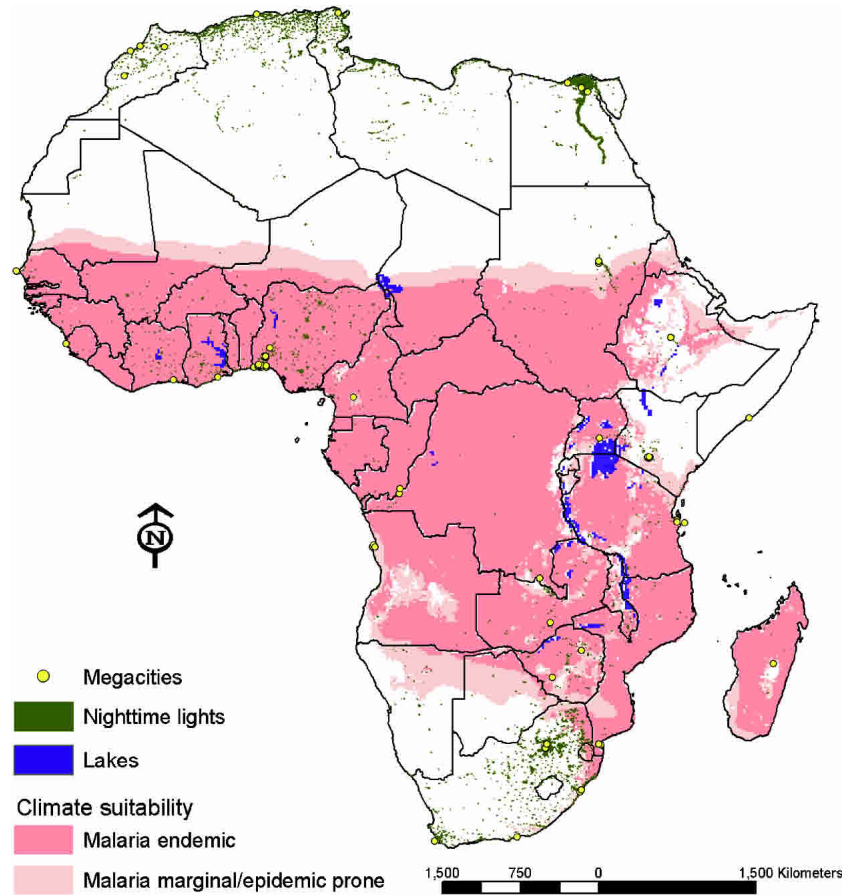 N
Megacities
Nighttime lights
Lakes
Climate suitability
Malaria endemic
Malaria marginal/epidemic prone
1,500 750 0 1,500 Kilometers